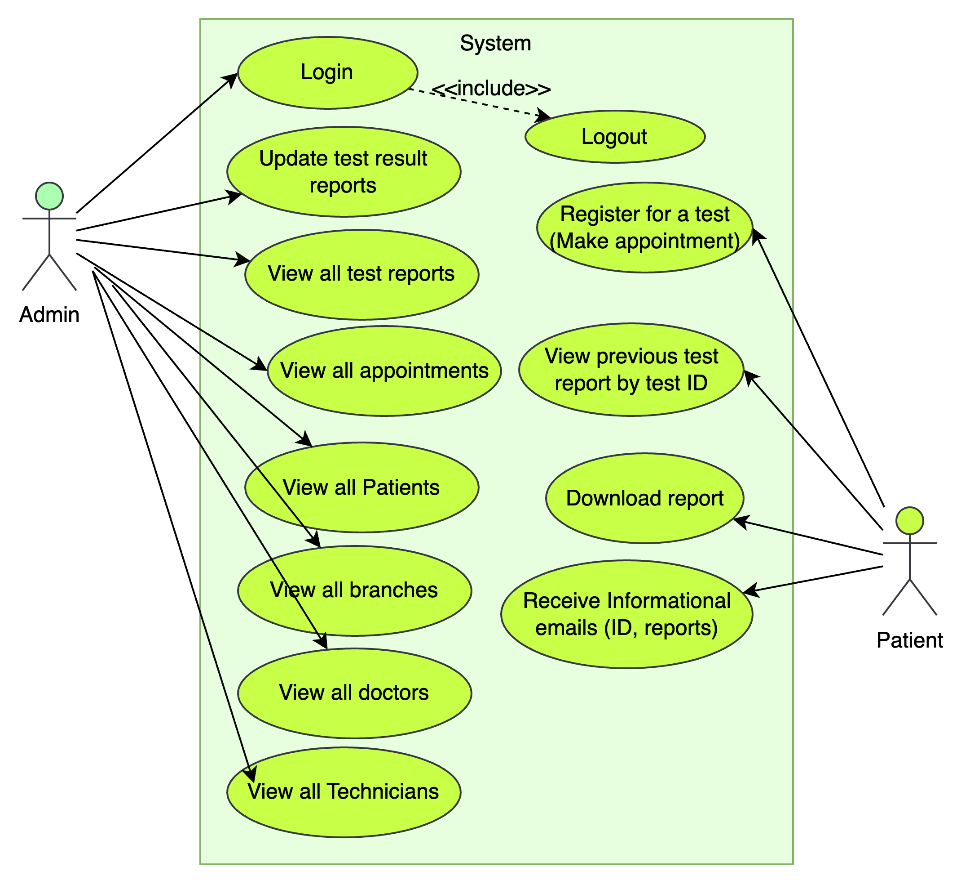 System
Login
<<include>>
Logout
Update test result
reports
Register for a test
(Make appointment)
View all test reports
Admin
View all appointments
View previous test
report by test ID
View all Patients
Download report
View all branches
Receive Informational
emails (ID, reports)
Patient
View all doctors
View all Technicians